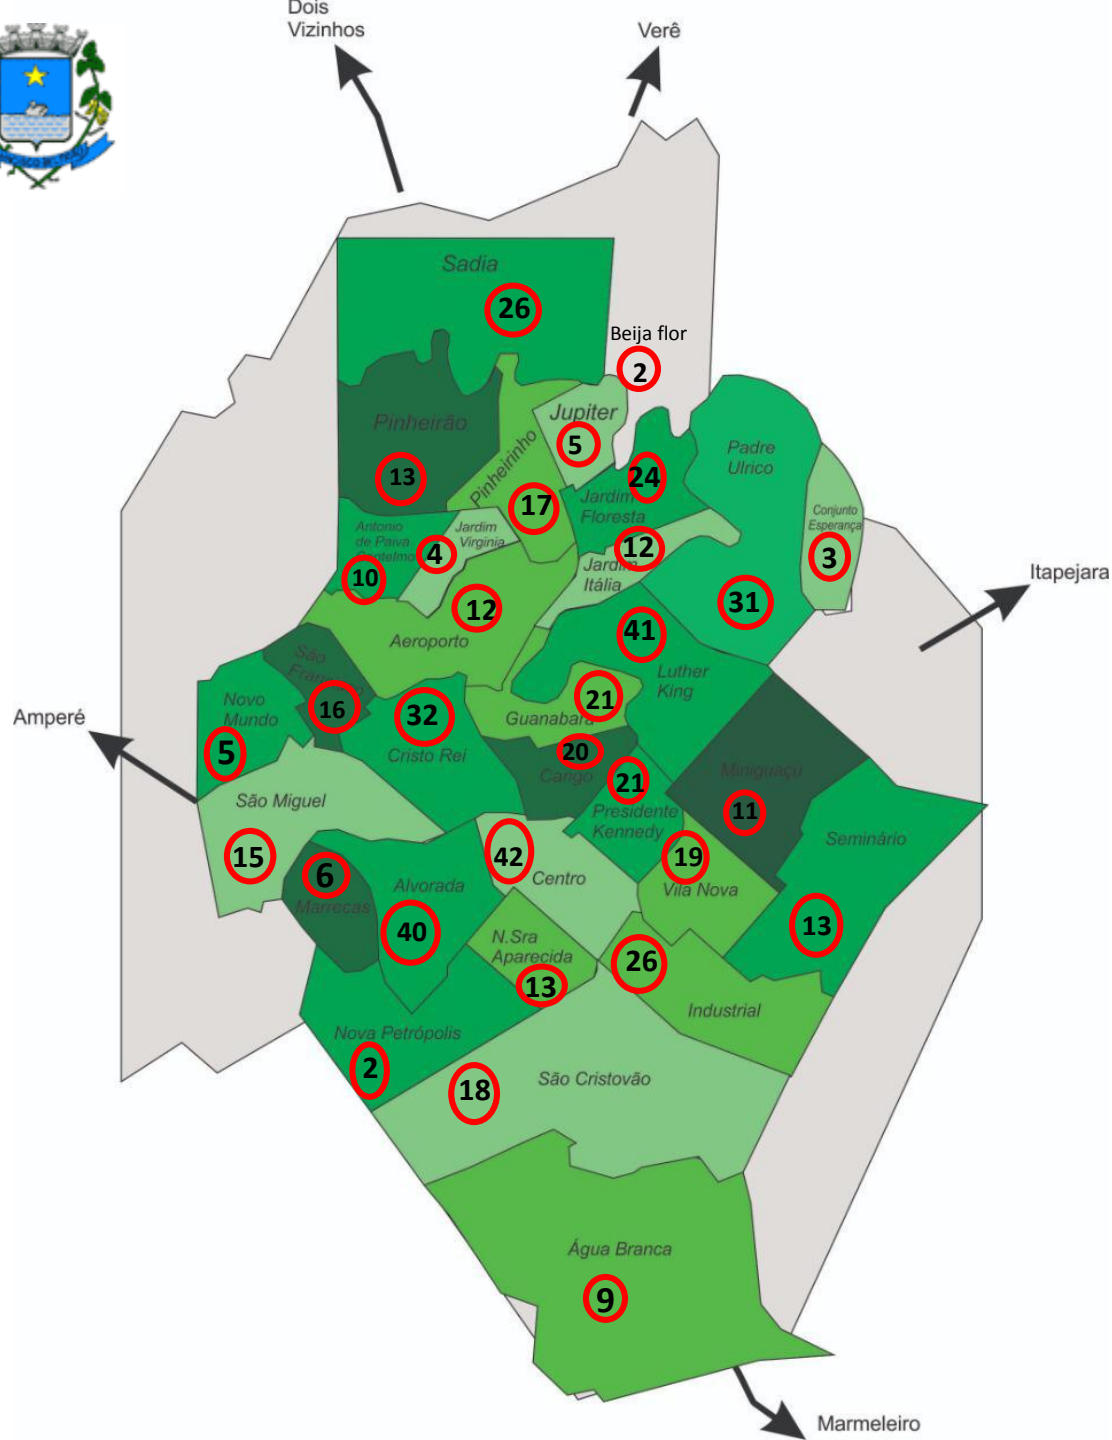 Dois
Vizinhos
Verê
Sadia
26
Beija flor
2
Pinheirão
13
Pinheirinho
17
Jupiter
5
24
Jardim
Floresta
Padre
Ulrico
31
Conjunto
Esperança
3
Antonio
de Paiva
10
Jardim
Virginia
4
12
Jardim
Itália
Itapejara
12
Aeroporto
41
Luther
King
São
16
Novo
Mundo
5
Amperé
32
Cristo Rei
21
Guanabara
20
Cango
21
Presidente
Kennedy
Miniguaçu
11
São Miguel
15
Seminário
13
6
Marrecas
Alvorada
40
42
Centro
19
Vila Nova
N.Sra
Aparecida
13
26
Industrial
Nova Petrópolis
2
São Cristovão
18
Água Branca
9
Marmeleiro